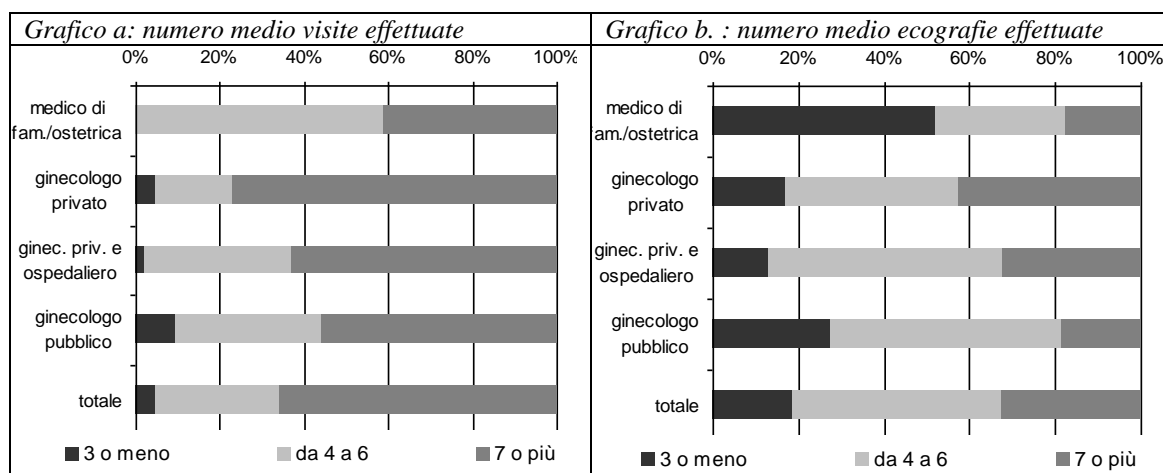 Grafico a: numero medio visite effettuate
0% 20% 40% 60% 80% 100%
medico di
fam./ostetrica
ginecologo
privato
ginec. priv. e
ospedaliero
ginecologo
pubblico
totale
3 o meno da 4 a 6 7 o più
Grafico b. : numero medio ecografie effettuate
0% 20% 40% 60% 80% 100%
medico di
fam./ostetrica
ginecologo
privato
ginec. priv. e
ospedaliero
ginecologo
pubblico
totale
3 o meno da 4 a 6 7 o più